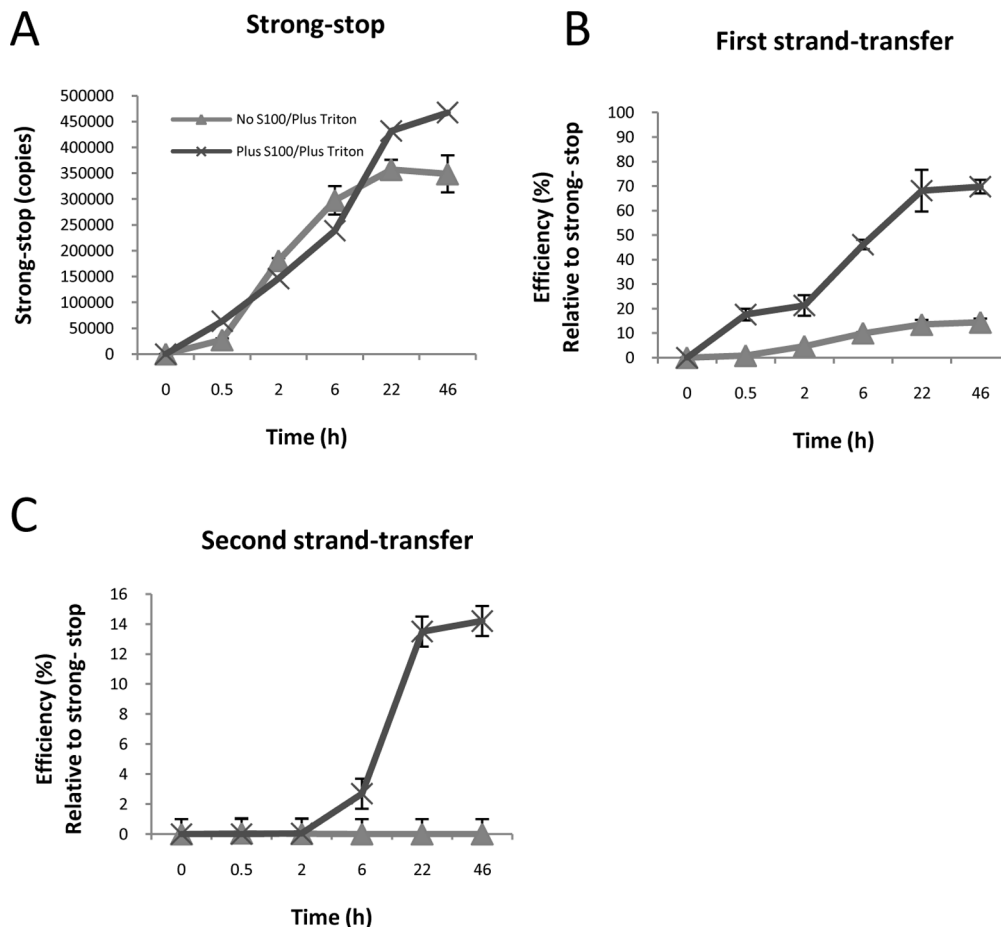 A
Strong-stop
Strong-stop (copies)
500000
450000
400000
350000
300000
250000
200000
150000
100000
50000
0
No S100/Plus Triton
Plus S100/Plus Triton
0 0.5 2 6 22 46
Time (h)
B
First strand-transfer
Efficiency (%)
Relative to strong- stop
100
90
80
70
60
50
40
30
20
10
0
0 0.5 2 6 22 46
Time (h)
C
Second strand-transfer
Efficiency (%)
Relative to strong- stop
16
14
12
10
8
6
4
2
0
0 0.5 2 6 22 46
Time (h)